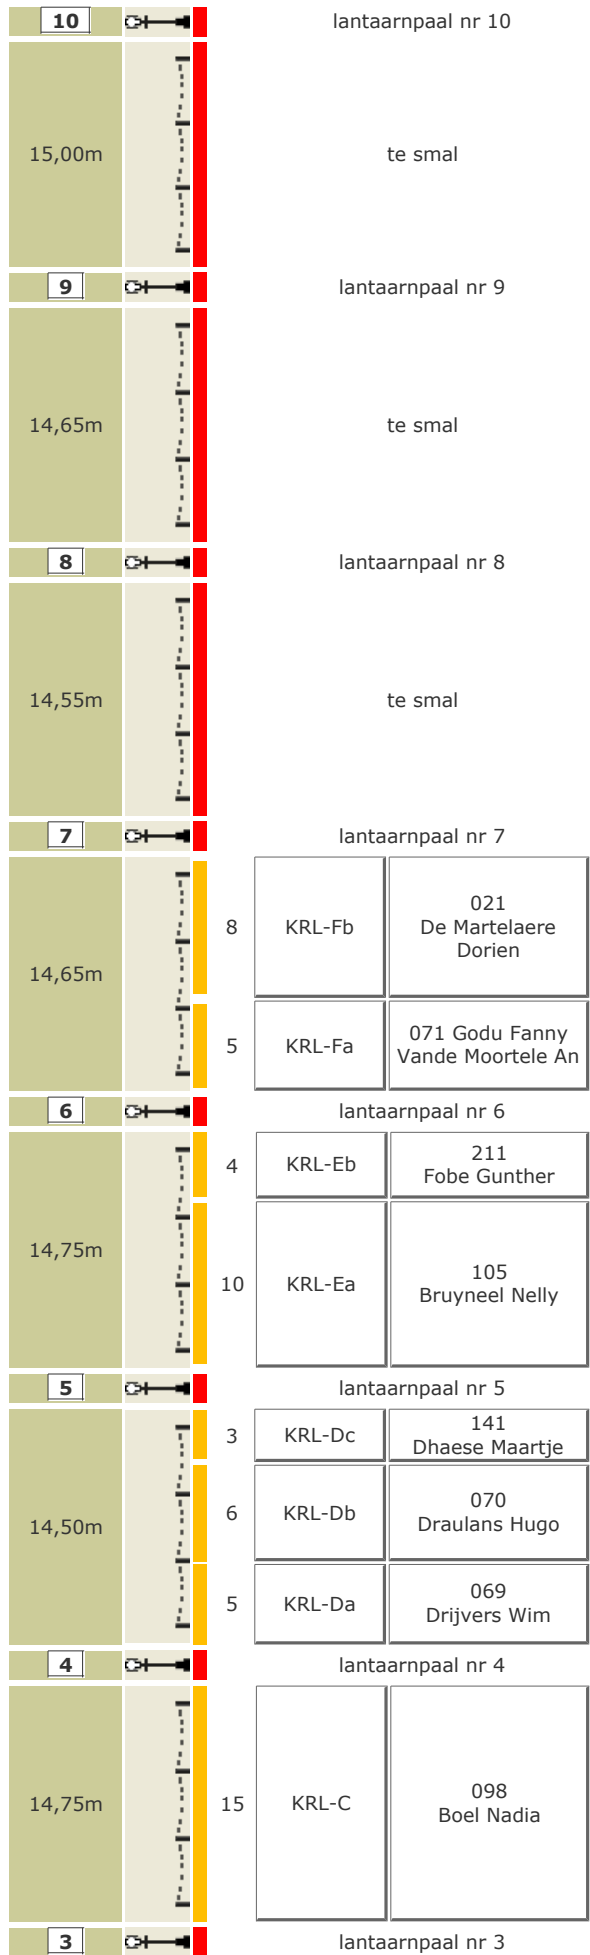 10 lantaarnpaal nr 10
15,00m te smal
9 lantaarnpaal nr 9
14,65m te smal
8 lantaarnpaal nr 8
14,55m te smal
7 lantaarnpaal nr 7
14,65m
8 KRL-Fb
021
De Martelaere
Dorien
5 KRL-Fa
071 Godu Fanny
Vande Moortele An
6 lantaarnpaal nr 6
14,75m
4 KRL-Eb
211
Fobe Gunther
10 KRL-Ea
105
Bruyneel Nelly
5 lantaarnpaal nr 5
14,50m
3 KRL-Dc
141
Dhaese Maartje
6 KRL-Db
070
Draulans Hugo
5 KRL-Da
069
Drijvers Wim
4 lantaarnpaal nr 4
14,75m
15 KRL-C
098
Boel Nadia
3 lantaarnpaal nr 3